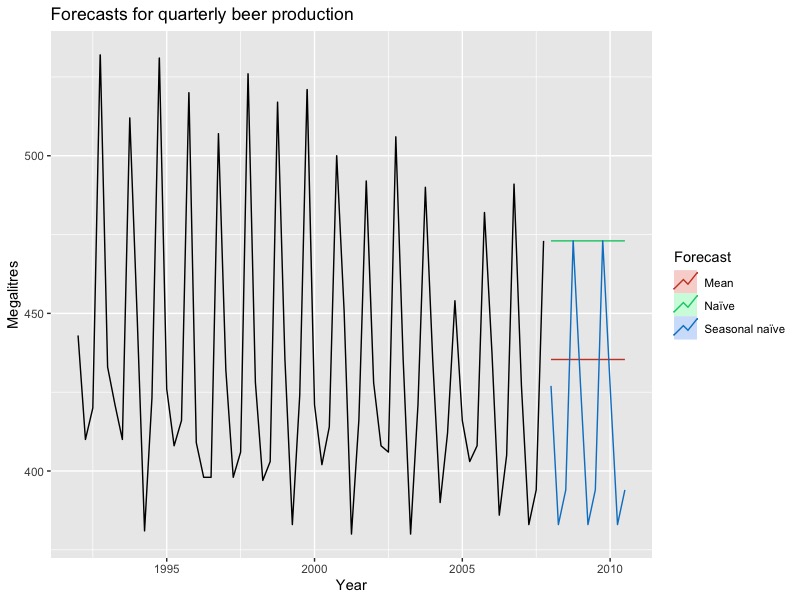 Forecasts for quarterly beer production
500
450
400
Megalitres
1995
2000
2005
2010
Year
Forecast
Mean
Naïve
Seasonal naïve